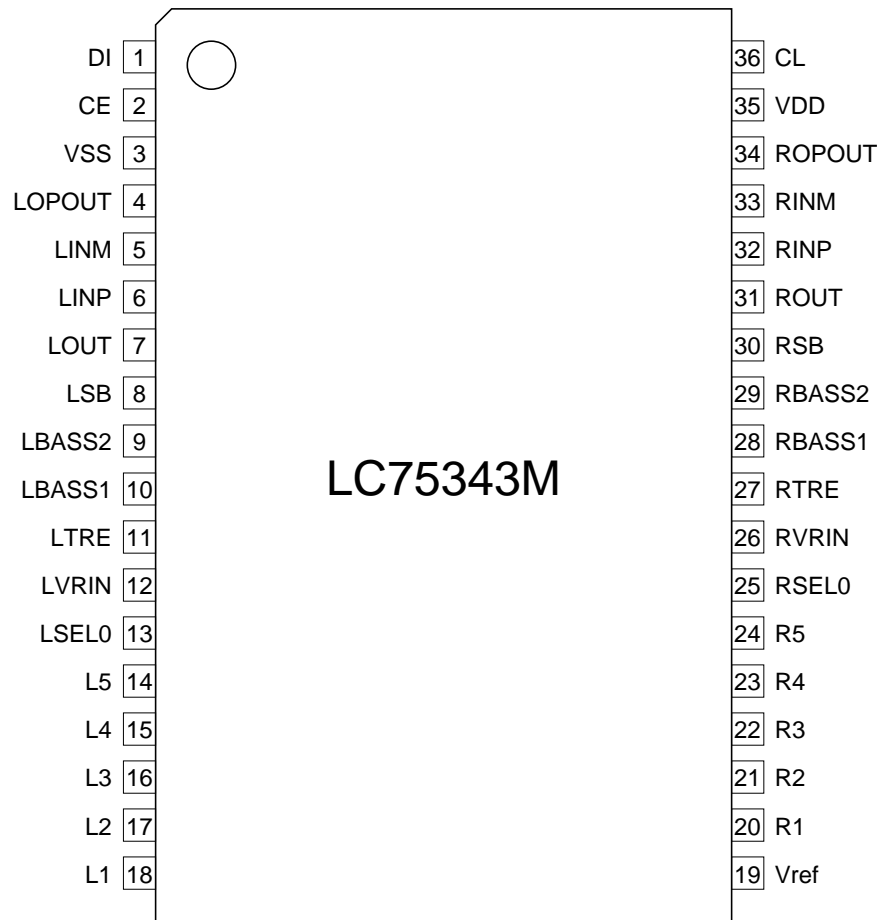 DI 1 36 CL
CE 2 35 VDD
VSS 3 34 ROPOUT
LOPOUT 4 33 RINM
LINM 5 32 RINP
LINP 6 31 ROUT
LOUT 7 30 RSB
LSB 8 29 RBASS2
LBASS2 9 28 RBASS1
LBASS1 10 27 RTRE
LC75343M
LTRE 11 26 RVRIN
LVRIN 12 25 RSEL0
LSEL0 13 24 R5
L5 14 23 R4
L4 15 22 R3
L3 16 21 R2
L2 17 20 R1
L1 18 19 Vref